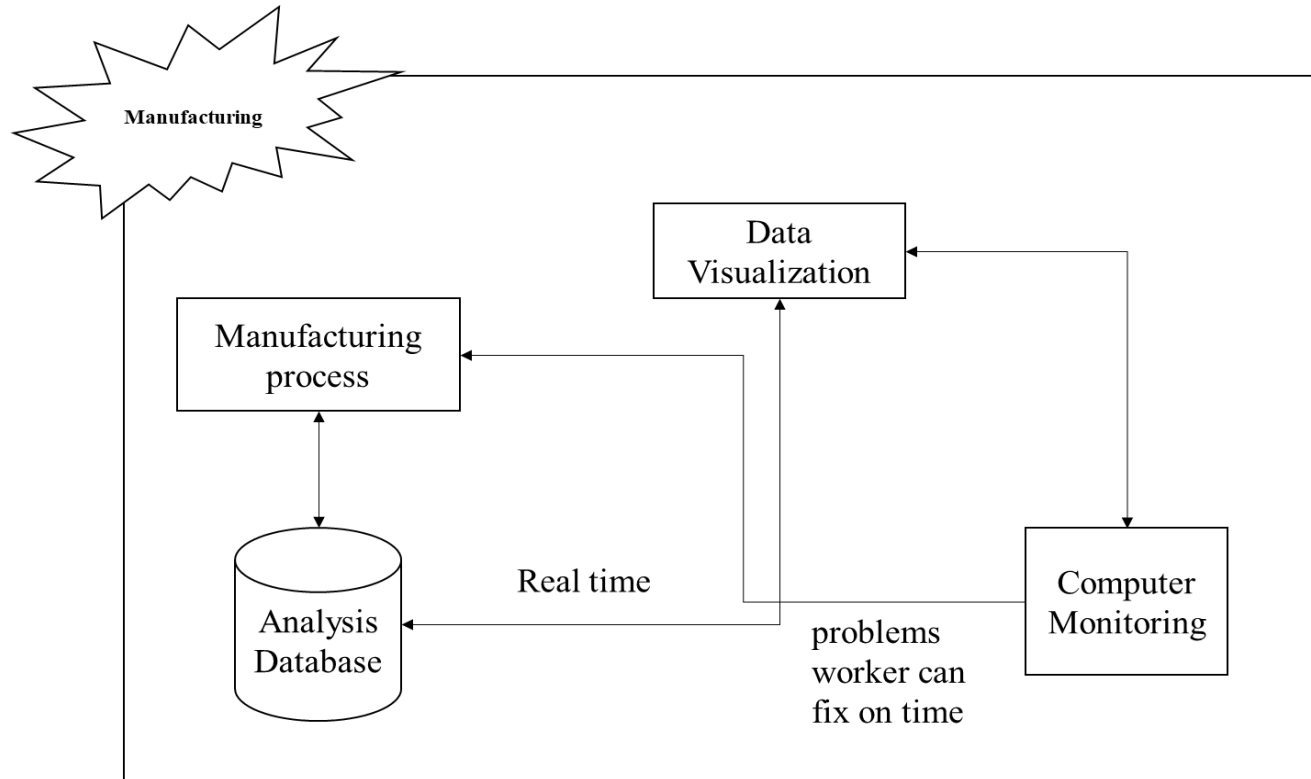 Manufacturing
Data
Visualization
Manufacturing
process
Real time
Analysis
Database
Computer
Monitoring
problems
worker can
fix on time